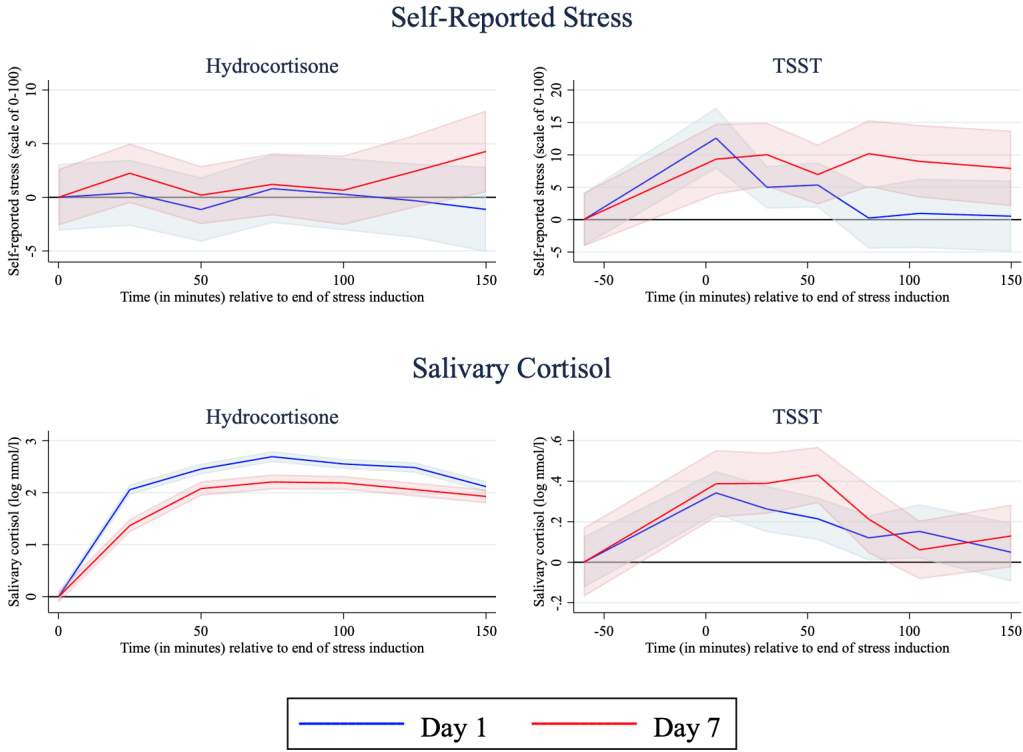 Self-Reported Stress
Hydrocortisone
Self-reported stress (scale of 0-100)
10
5
0
-5
0
50
100
150
Time (in minutes) relative to end of stress induction
TSST
Self-reported stress (scale of 0-100)
20
15
10
5
0
-5
-50
0
50
100
150
Time (in minutes) relative to end of stress induction
Salivary Cortisol
Hydrocortisone
Salivary cortisol (log nmol/l)
3
2
1
0
0
50
100
150
Time (in minutes) relative to end of stress induction
TSST
Salivary cortisol (log nmol/l)
.6
.4
.2
0
-.2
-50
0
50
100
150
Time (in minutes) relative to end of stress induction
Day 1
Day 7